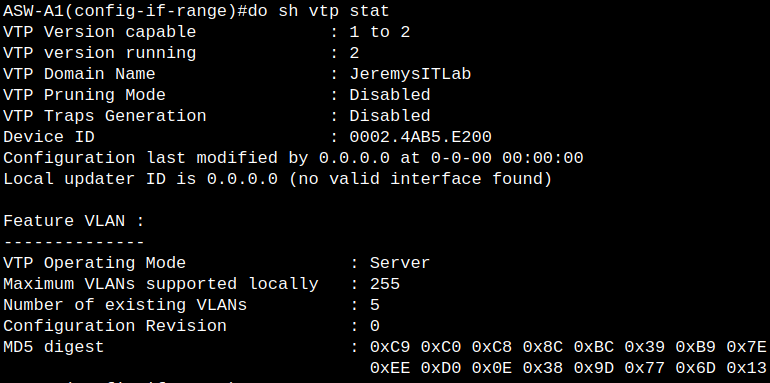 ASW-A1(config-if-range)#do sh vtp stat
VTP Version capable : 1 to 2
VTP version running : 2
VTP Domain Name : JeremysITLab
VTP Pruning Mode : Disabled
VTP Traps Generation : Disabled
Device ID : 0002.4AB5.E200
Configuration last modified by 0.0.0.0 at 0-0-00 00:00:00
Local updater ID is 0.0.0.0 (no valid interface found)
Feature VLAN :
--------------
VTP Operating Mode : Server
Maximum VLANs supported locally : 255
Number of existing VLANs : 5
Configuration Revision : 0
MD5 digest : 0xC9 0xC0 0xC8 0x8C 0xBC 0x39 0xB9 0x7E
0xEE 0xD0 0x0E 0x38 0x9D 0x77 0x6D 0x13